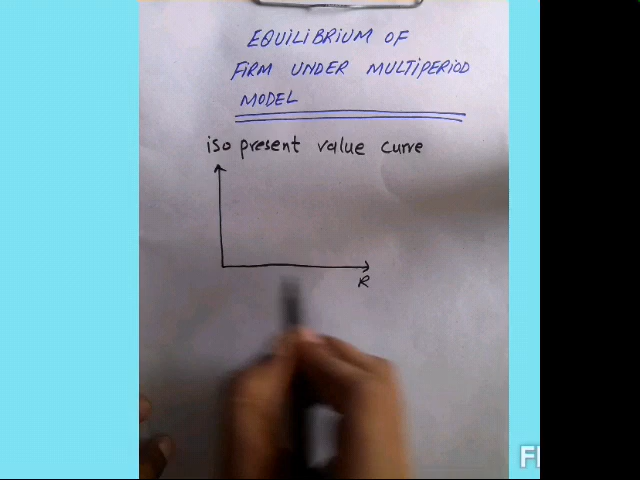 EQUILIBRIUM OF
FIRM UNDER MULTIPERIOD
MODEL
iso present value curve
R